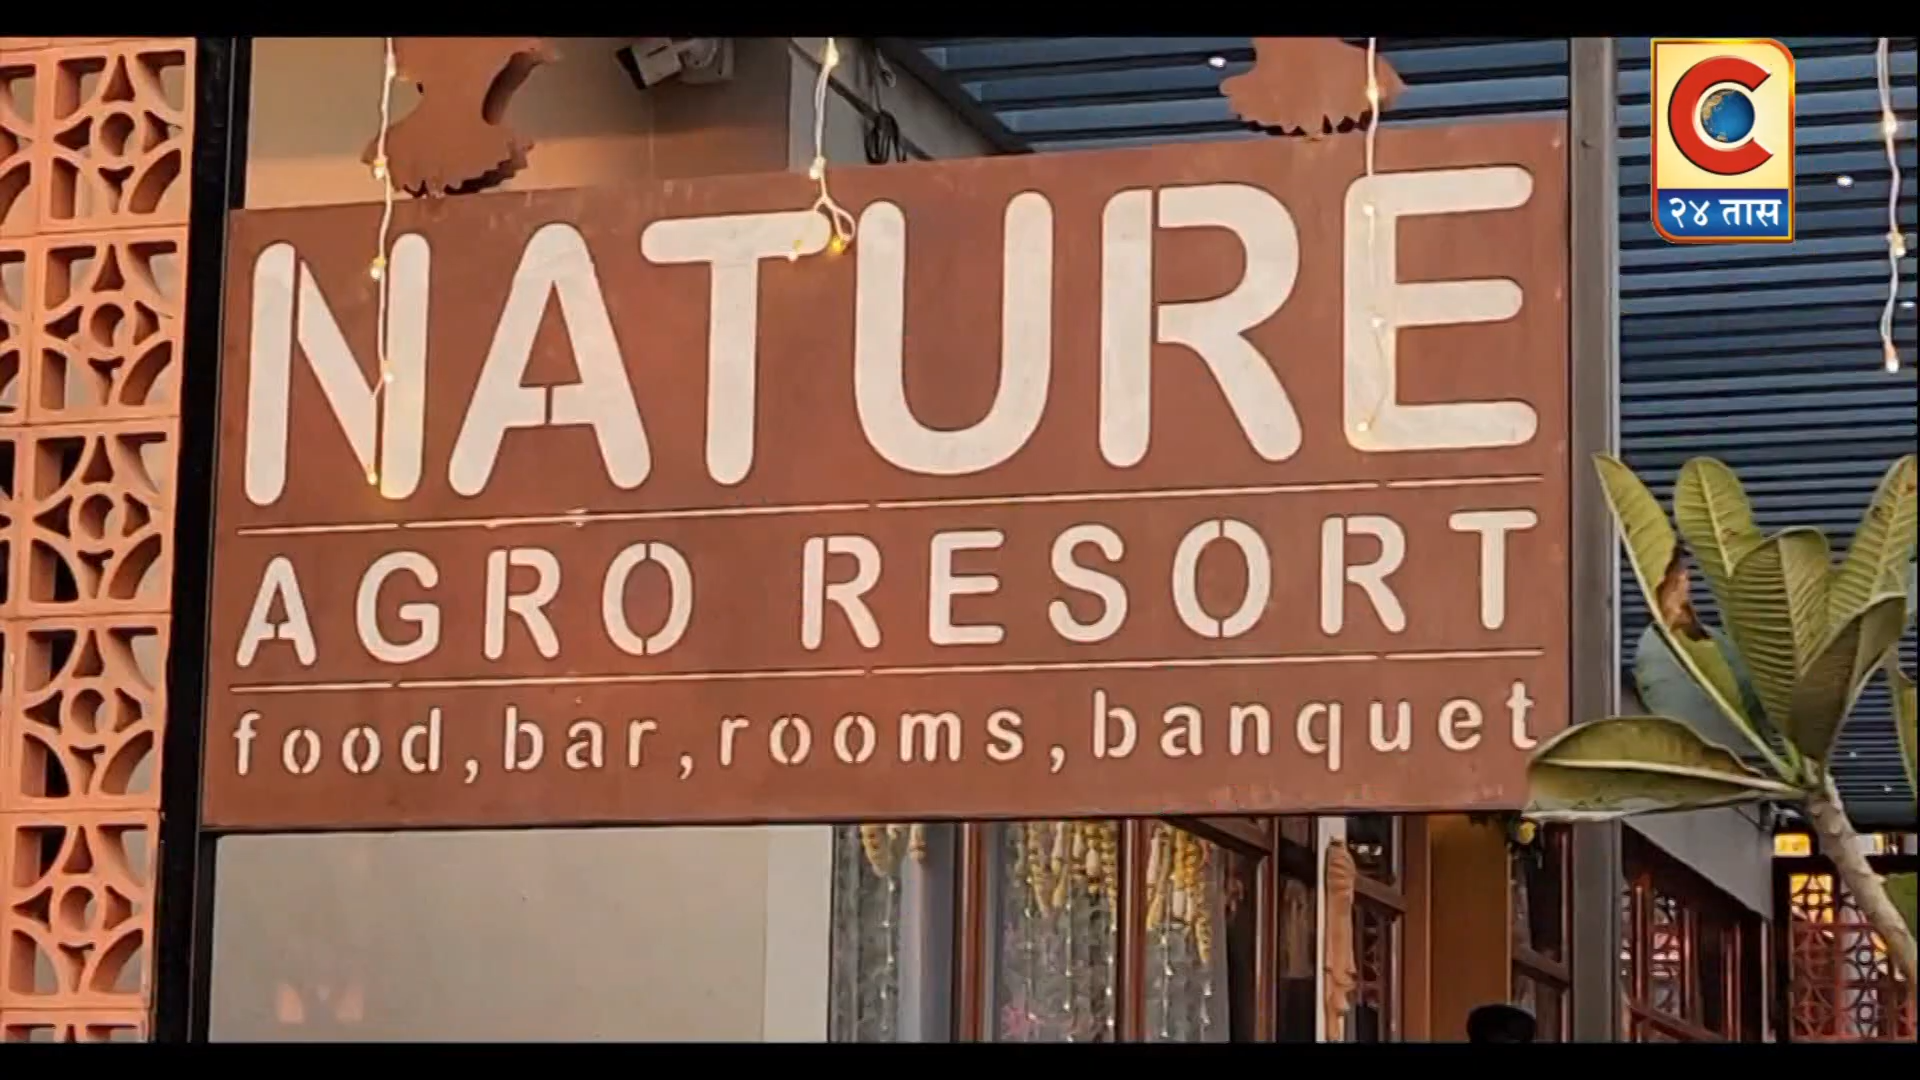 NATURE
AGRO RESORT
food, bar, rooms, banquet
C
२४ तास